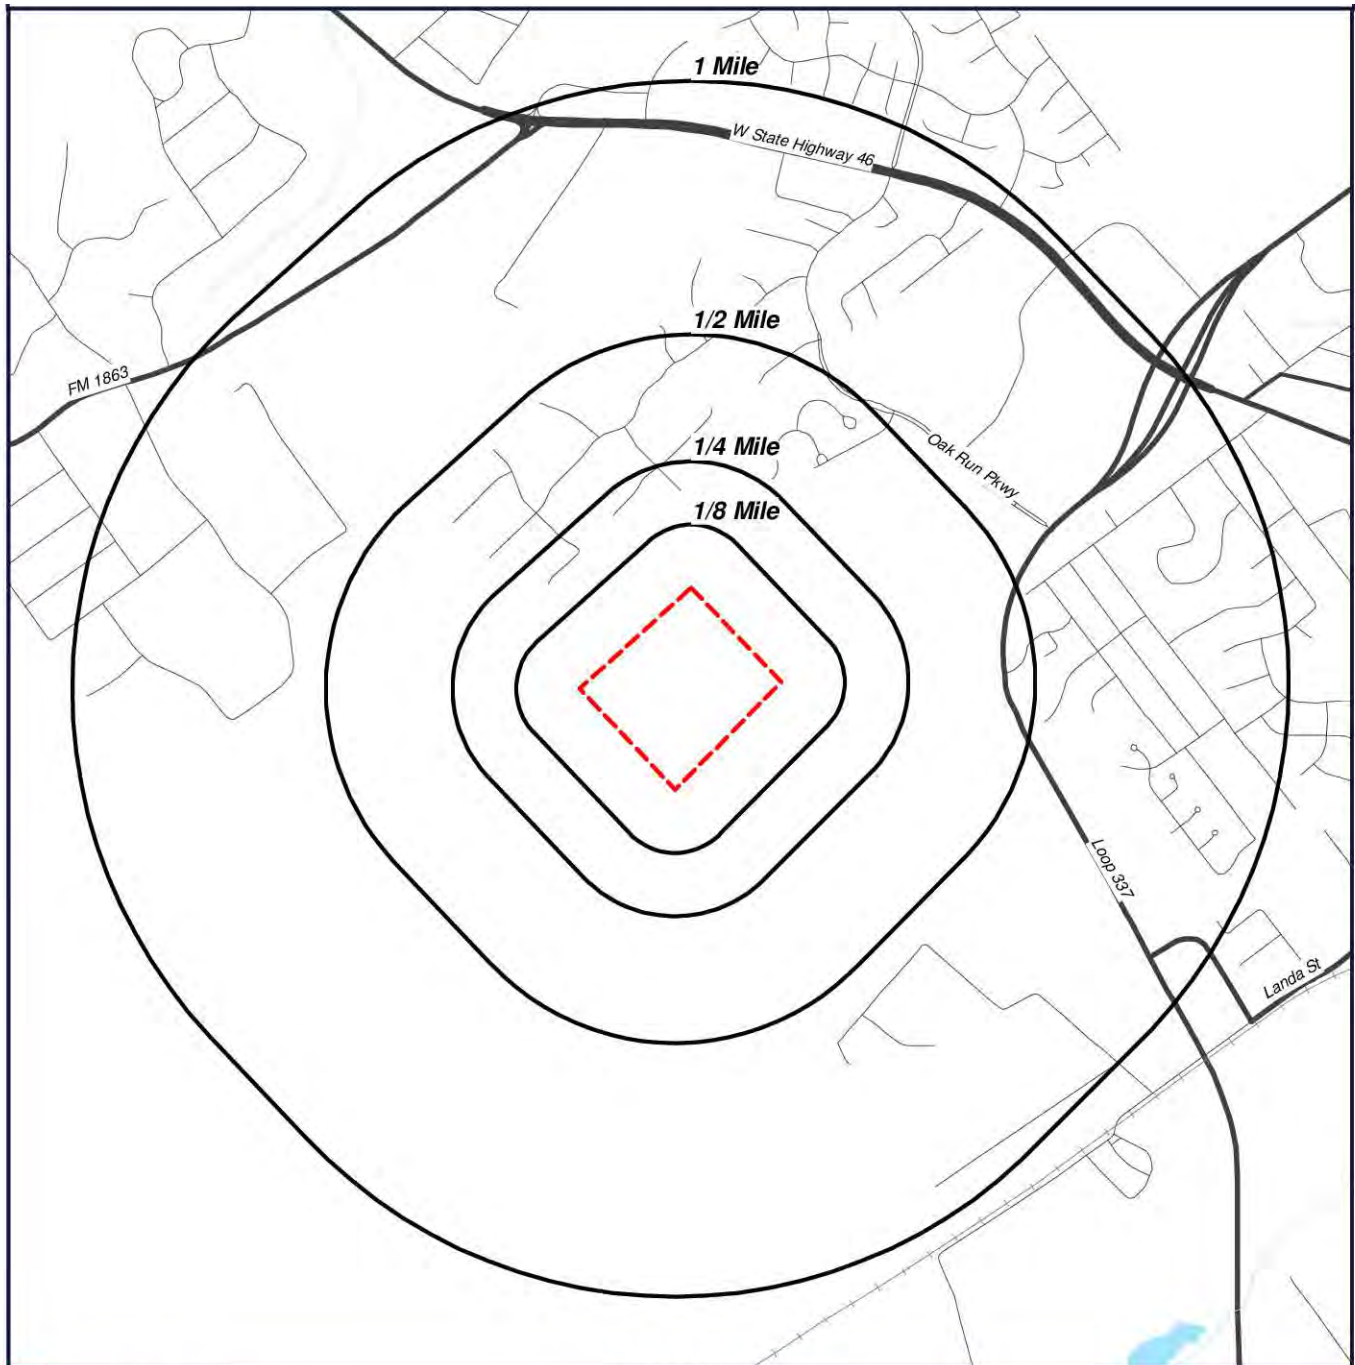 1 Mile
W State Highway 46
1/2 Mile
FM 1863
1/4 Mile
Oak Run Pkwy
1/8 Mile
Loop 337
Landa St